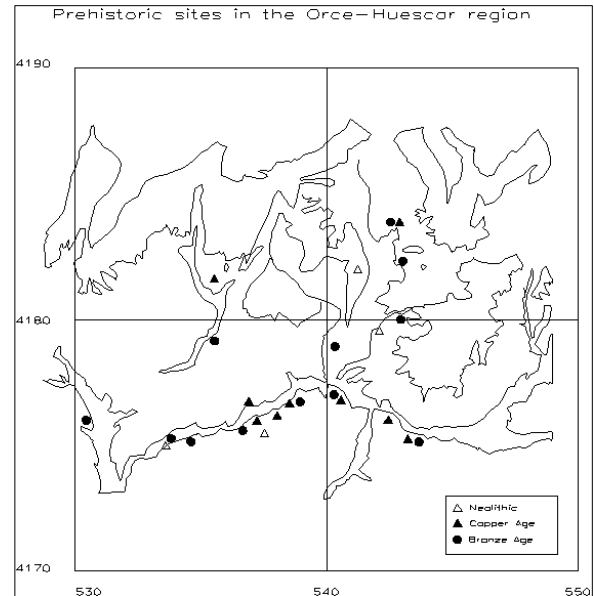 Prehistoric sites in the Orce-Huescar region
4190
4180
4170
530 540 550
Neolithic
Copper Age
Bronze Age